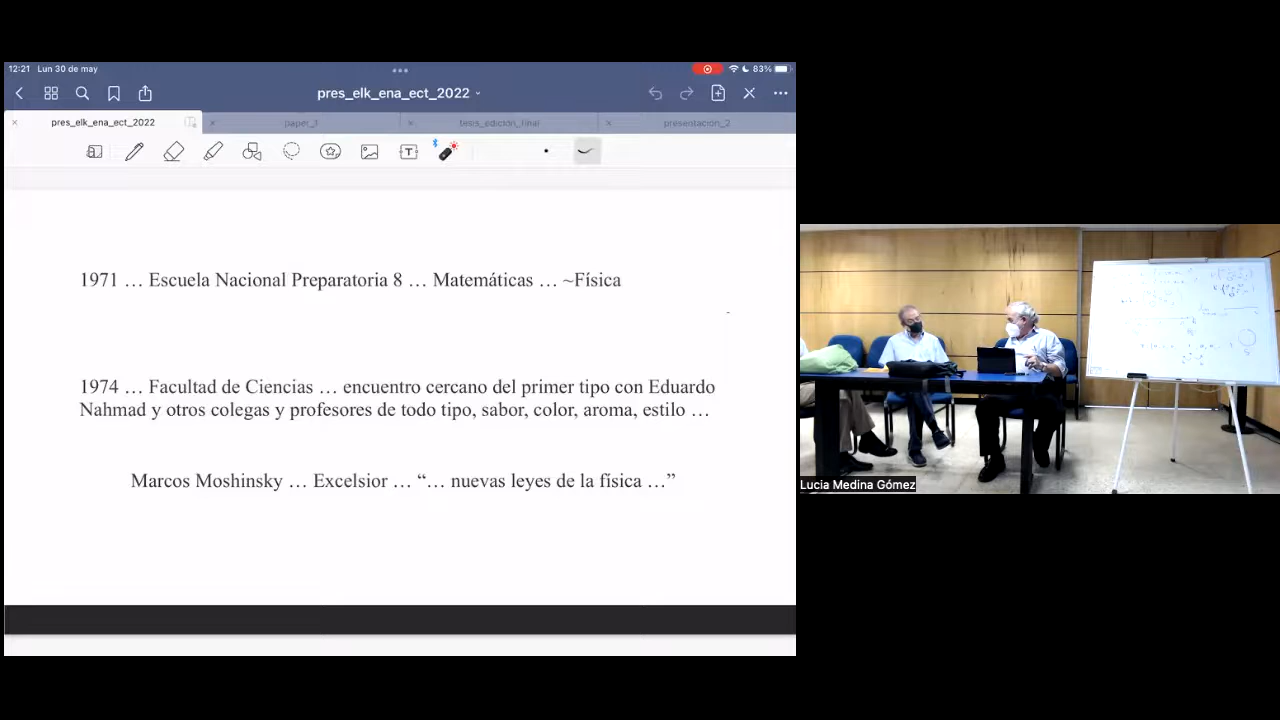 12:21 Lun 30 de may
83%
pres_elk_ena_ect_2022
pres_elk_ena_ect_2022
paper_1
tesis_edición_final
presentación_2
1971 … Escuela Nacional Preparatoria 8 … Matemáticas … ~Física
1974 … Facultad de Ciencias … encuentro cercano del primer tipo con Eduardo
Nahmad y otros colegas y profesores de todo tipo, sabor, color, aroma, estilo …
Marcos Moshinsky … Excelsior … “… nuevas leyes de la física …”
Lucia Medina Gómez